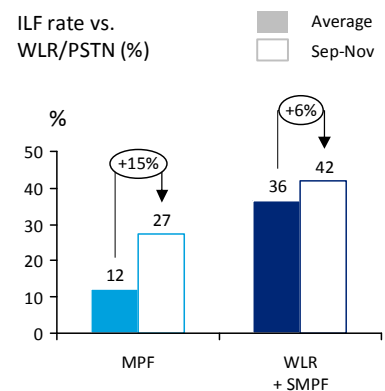 ILF rate vs.
WLR/PSTN (%)
Average
Sep-Nov
%
50
40
30
20
10
0
+15%
+6%
12
27
36
42
MPF
WLR
+ SMPF